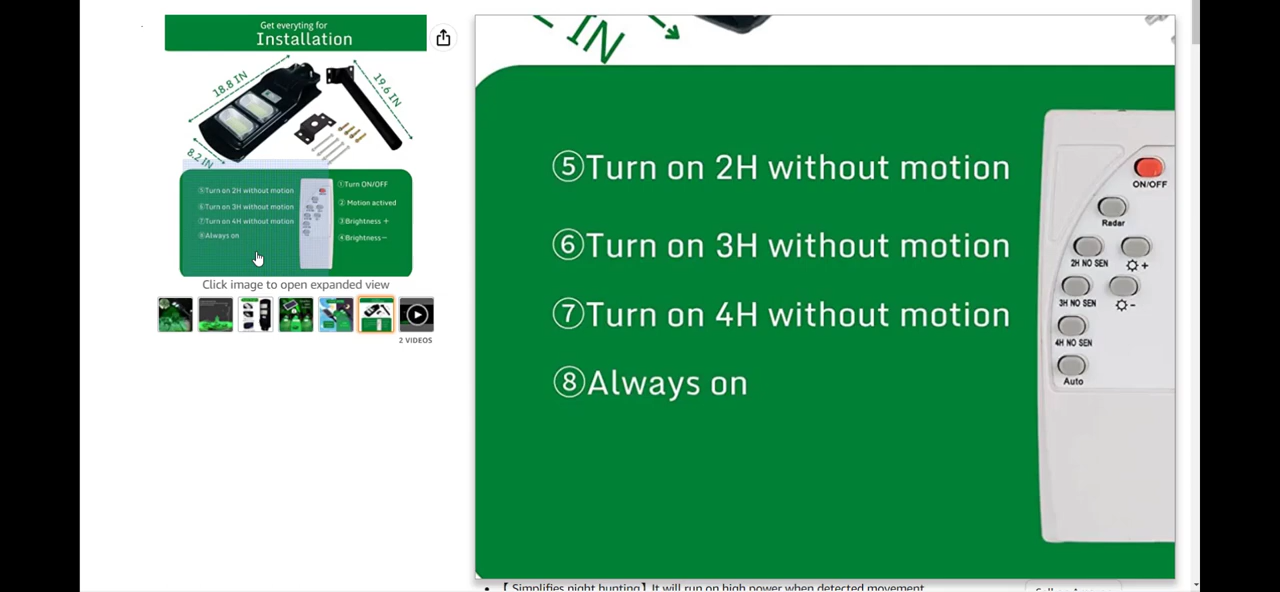 Get everyting for
Installation
18.8 IN
19.6 IN
8.2 IN
⑤Turn on 2H without motion
⑥Turn on 3H without motion
⑦Turn on 4H without motion
⑧Always on
①Turn ON/OFF
② Motion actived
③Brightness +
④Brightness−
Click image to open expanded view
2 VIDEOS
IN
⑤Turn on 2H without motion
⑥Turn on 3H without motion
⑦Turn on 4H without motion
⑧Always on
ON/OFF
Radar
2H NO SEN
+
3H NO SEN
-
4H NO SEN
Auto
【 Simplifies night hunting】It will run on high power when detected movement